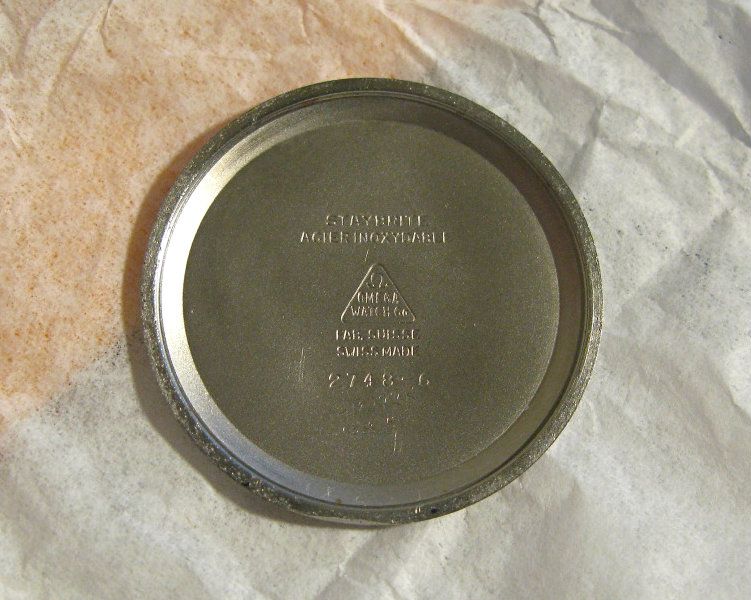 STAYBRITE
ACIER INOXYDABLE
Ω
OMEGA
WATCH Co
FAB. SUISSE
SWISS MADE
2748-6